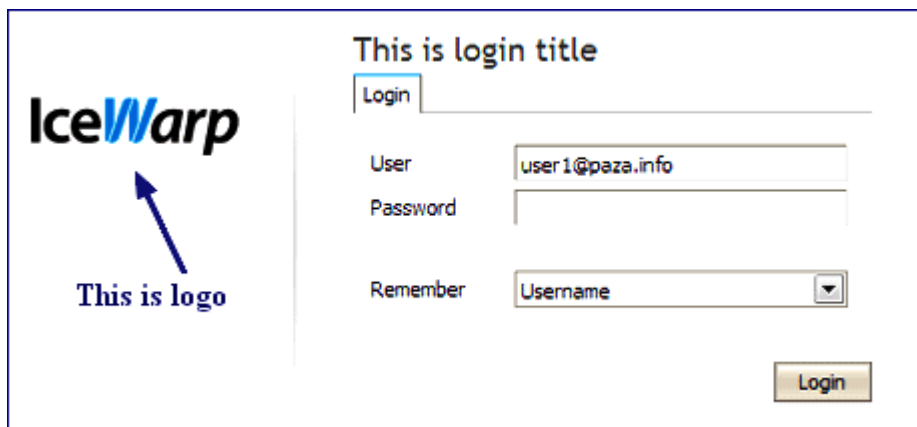 This is login title
Login
IceWarp
User
user1@paza.info
Password
This is logo
Remember
Username
Login